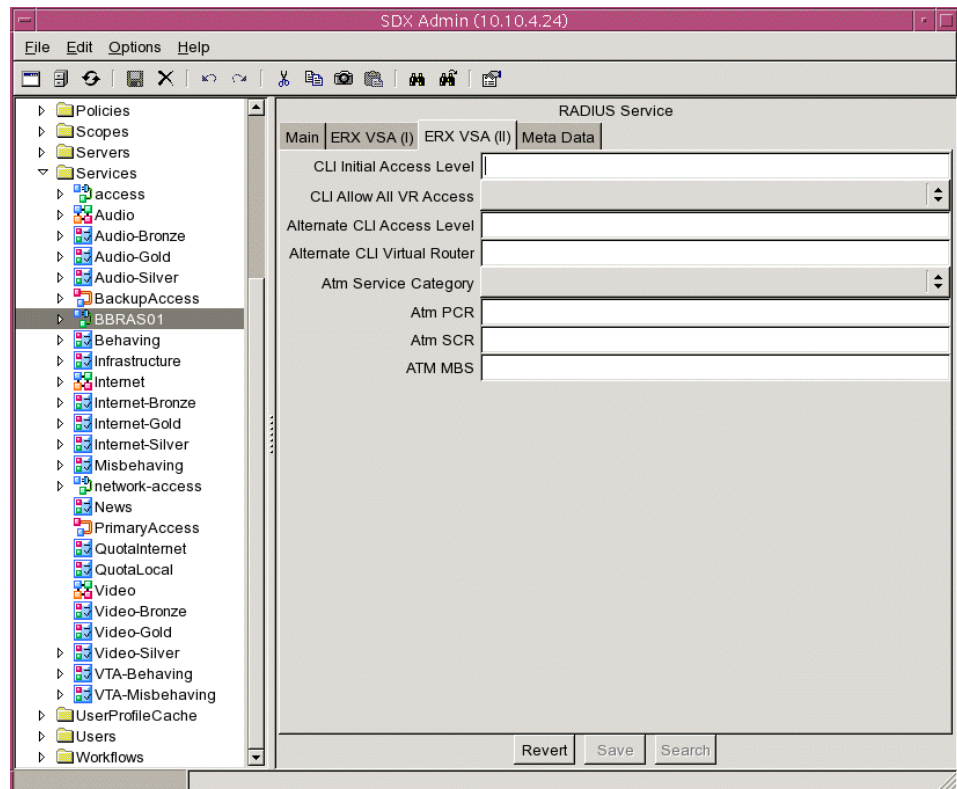 SDX Admin (10.10.4.24)
File Edit Options Help
Policies
Scopes
Servers
Services
access
Audio
Audio-Bronze
Audio-Gold
Audio-Silver
BackupAccess
BBRAS01
Behaving
Infrastructure
Internet
Internet-Bronze
Internet-Gold
Internet-Silver
Misbehaving
network-access
News
PrimaryAccess
QuotaInternet
QuotaLocal
Video
Video-Bronze
Video-Gold
Video-Silver
VTA-Behaving
VTA-Misbehaving
UserProfileCache
Users
Workflows
RADIUS Service
Main ERX VSA (I) ERX VSA (II) Meta Data
CLI Initial Access Level
CLI Allow All VR Access
Alternate CLI Access Level
Alternate CLI Virtual Router
Atm Service Category
Atm PCR
Atm SCR
ATM MBS
Revert Save Search